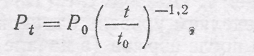 P_t = P_0 (t / t_0)^{-1,2},